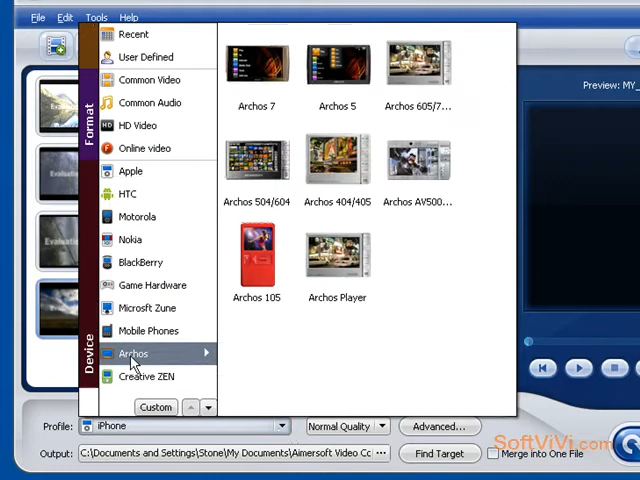 File Edit Tools Help
Recent
User Defined
Format
Common Video
Common Audio
HD Video
Online video
Device
Apple
HTC
Motorola
Nokia
BlackBerry
Game Hardware
Microsft Zune
Mobile Phones
Archos
Creative ZEN
Custom
Archos 7
Archos 5
Archos 605/7...
Archos 504/604
Archos 404/405
Archos AV500...
Archos 105
Archos Player
Preview: MY_
Evaluati
Evaluati
Profile: iPhone Normal Quality Advanced...
Output: C:\Documents and Settings\Stone\My Documents\Aimersoft Video Cc ... Find Target Merge into One File
SoftViVi.com